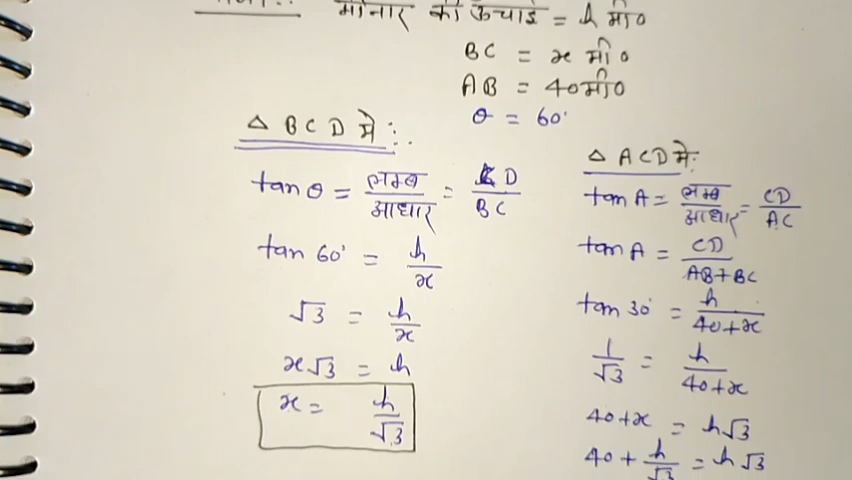 मीनार की ऊंचाई = h मी०
BC = x मी०
AB = 40मी०
θ = 60°
△ BCD में:.
tan θ = लम्ब/आधार = CD/BC
tan 60° = h/x
√3 = h/x
x√3 = h
x = h/√3
△ ACD में:
tan A = लम्ब/आधार = CD/AC
tan A = CD/AB+BC
tan 30° = h/40+x
1/√3 = h/40+x
40+x = h√3
40 + h/√3 = h√3